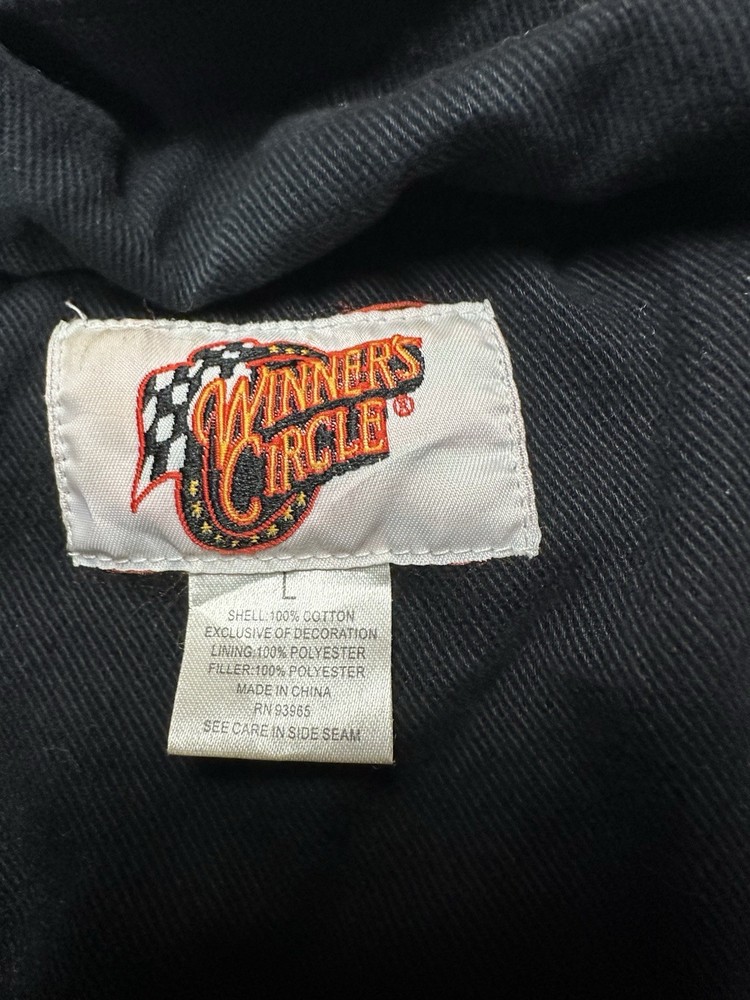 WINNER'S
CIRCLE®
L
SHELL:100% COTTON
EXCLUSIVE OF DECORATION
LINING:100% POLYESTER
FILLER:100% POLYESTER
MADE IN CHINA
RN 93965
SEE CARE IN SIDE SEAM